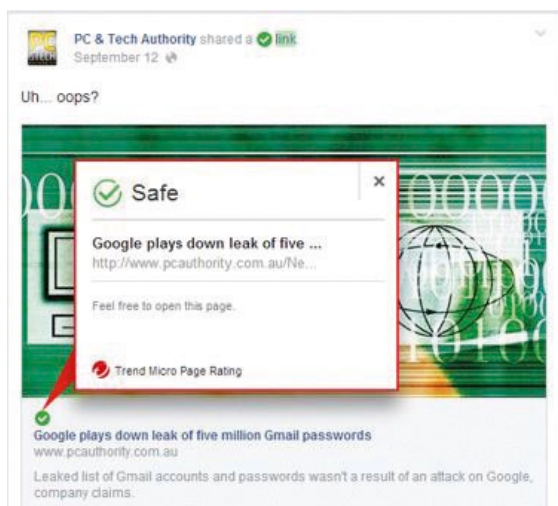 PC & Tech Authority shared a link
September 12
Uh... oops?
Safe
×
Google plays down leak of five ...
http://www.pcauthority.com.au/Ne...
Feel free to open this page.
Trend Micro Page Rating
Google plays down leak of five million Gmail passwords
www.pcauthority.com.au
Leaked list of Gmail accounts and passwords wasn't a result of an attack on Google,
company claims.